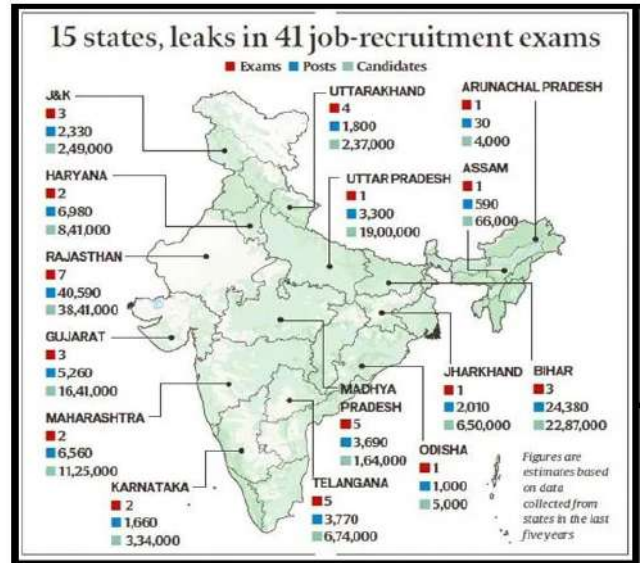 15 states, leaks in 41 job-recruitment exams
Exams Posts Candidates
J&K
3
2,330
2,49,000
HARYANA
2
6,980
8,41,000
RAJASTHAN
7
40,590
38,41,000
GUJARAT
3
5,260
16,41,000
MAHARASHTRA
2
6,560
11,25,000
KARNATAKA
2
1,660
3,34,000
UTTARAKHAND
4
1,800
2,37,000
UTTAR PRADESH
1
3,300
19,00,000
ARUNACHAL PRADESH
1
30
4,000
ASSAM
1
590
66,000
MADHYA
PRADESH
5
3,690
1,64,000
TELANGANA
5
3,770
6,74,000
ODISHA
1
1,000
5,000
JHARKHAND
1
2,010
6,50,000
BIHAR
3
24,380
22,87,000
Figures are
estimates based
on data
collected from
states in the last
five years